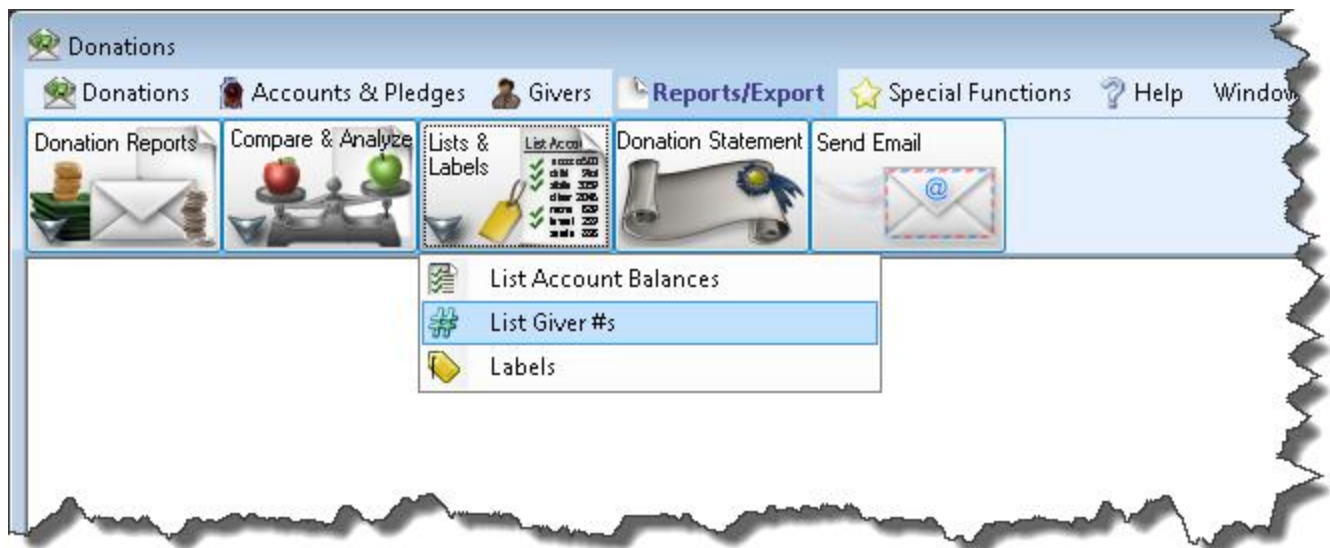 Donations
Donations Accounts & Pledges Givers Reports/Export Special Functions Help Window
Donation Reports Compare & Analyze Lists & Labels Donation Statement Send Email
List Account Balances
List Giver #s
Labels